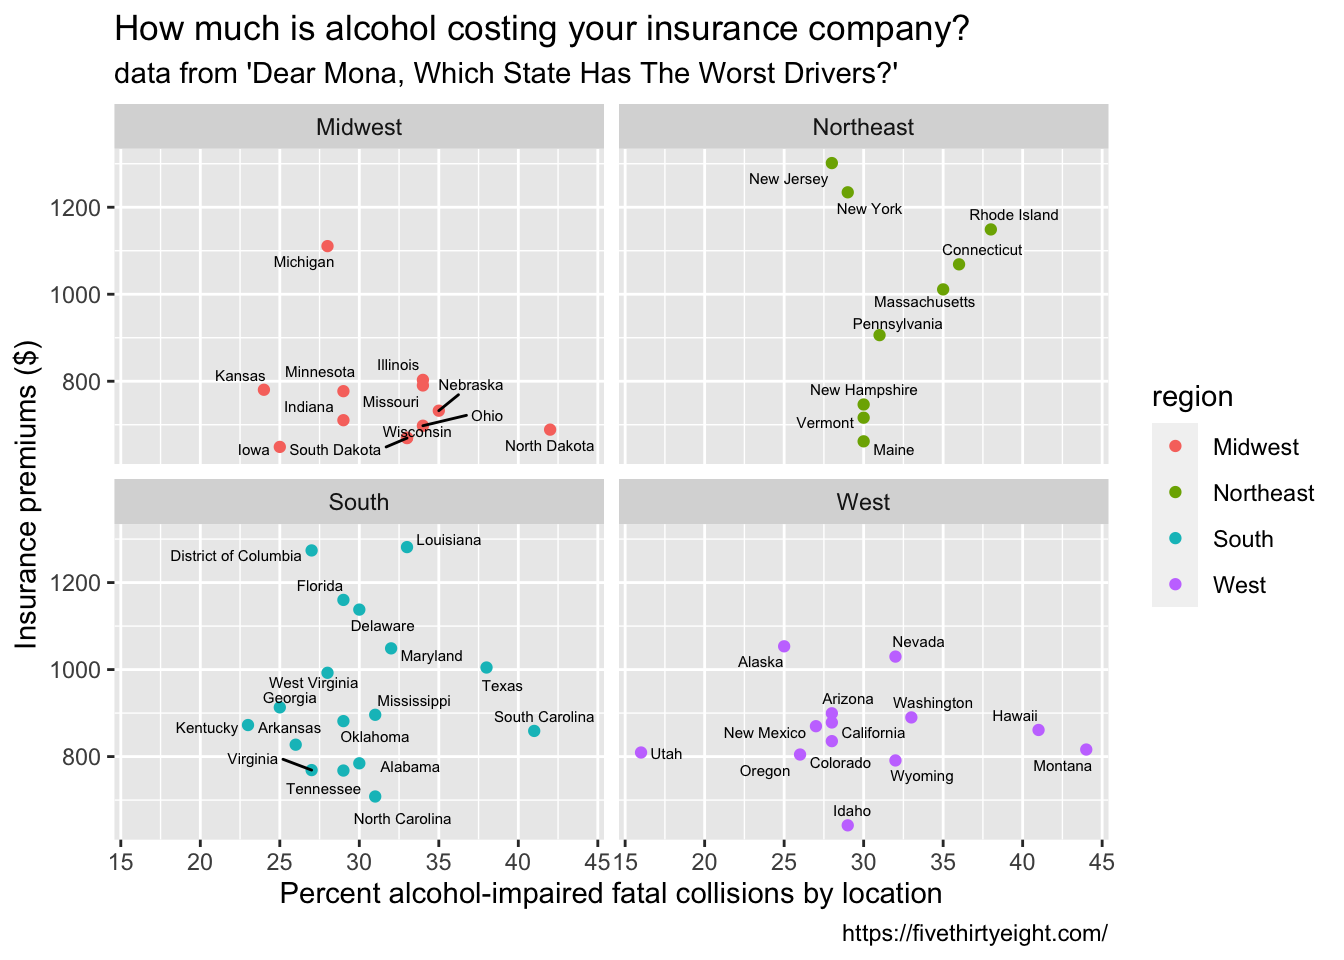 How much is alcohol costing your insurance company?
data from 'Dear Mona, Which State Has The Worst Drivers?'
Midwest
Northeast
Insurance premiums ($)
1200
1000
800
Michigan
Kansas
Minnesota
Illinois
Nebraska
Indiana
Missouri
Ohio
Wisconsin
Iowa
South Dakota
North Dakota
New Jersey
New York
Rhode Island
Connecticut
Massachusetts
Pennsylvania
New Hampshire
Vermont
Maine
South
West
1200
1000
800
District of Columbia
Louisiana
Florida
Delaware
Maryland
West Virginia
Texas
Georgia
Mississippi
South Carolina
Kentucky
Arkansas
Oklahoma
Virginia
Alabama
Tennessee
North Carolina
Alaska
Nevada
Arizona
Washington
Hawaii
New Mexico
California
Utah
Colorado
Oregon
Wyoming
Montana
Idaho
15 20 25 30 35 40 45
15 20 25 30 35 40 45
Percent alcohol-impaired fatal collisions by location
https://fivethirtyeight.com/
region
Midwest
Northeast
South
West